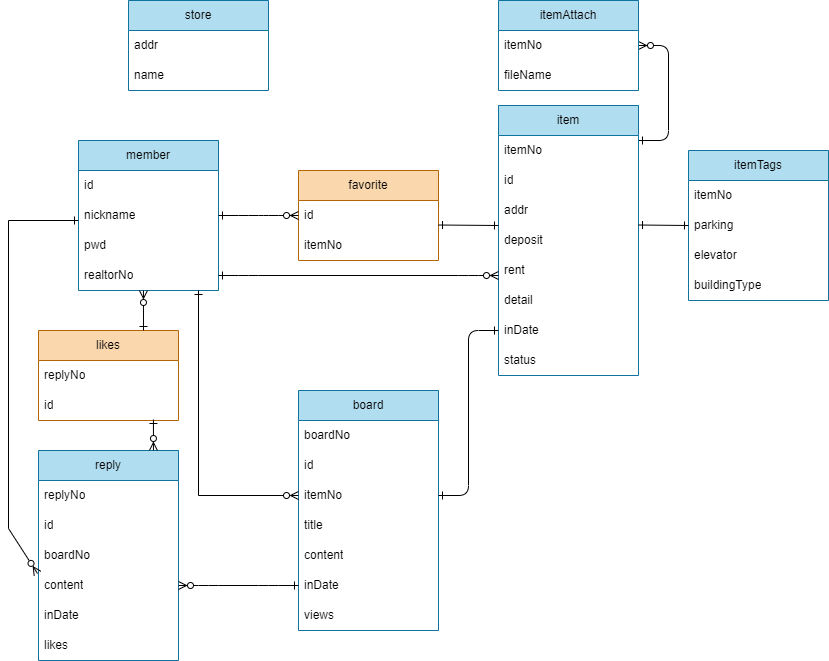 store
addr
name
itemAttach
itemNo
fileName
item
itemNo
id
addr
deposit
rent
detail
inDate
status
member
id
nickname
pwd
realtorNo
favorite
id
itemNo
itemTags
itemNo
parking
elevator
buildingType
likes
replyNo
id
board
boardNo
id
itemNo
title
content
inDate
views
reply
replyNo
id
boardNo
content
inDate
likes